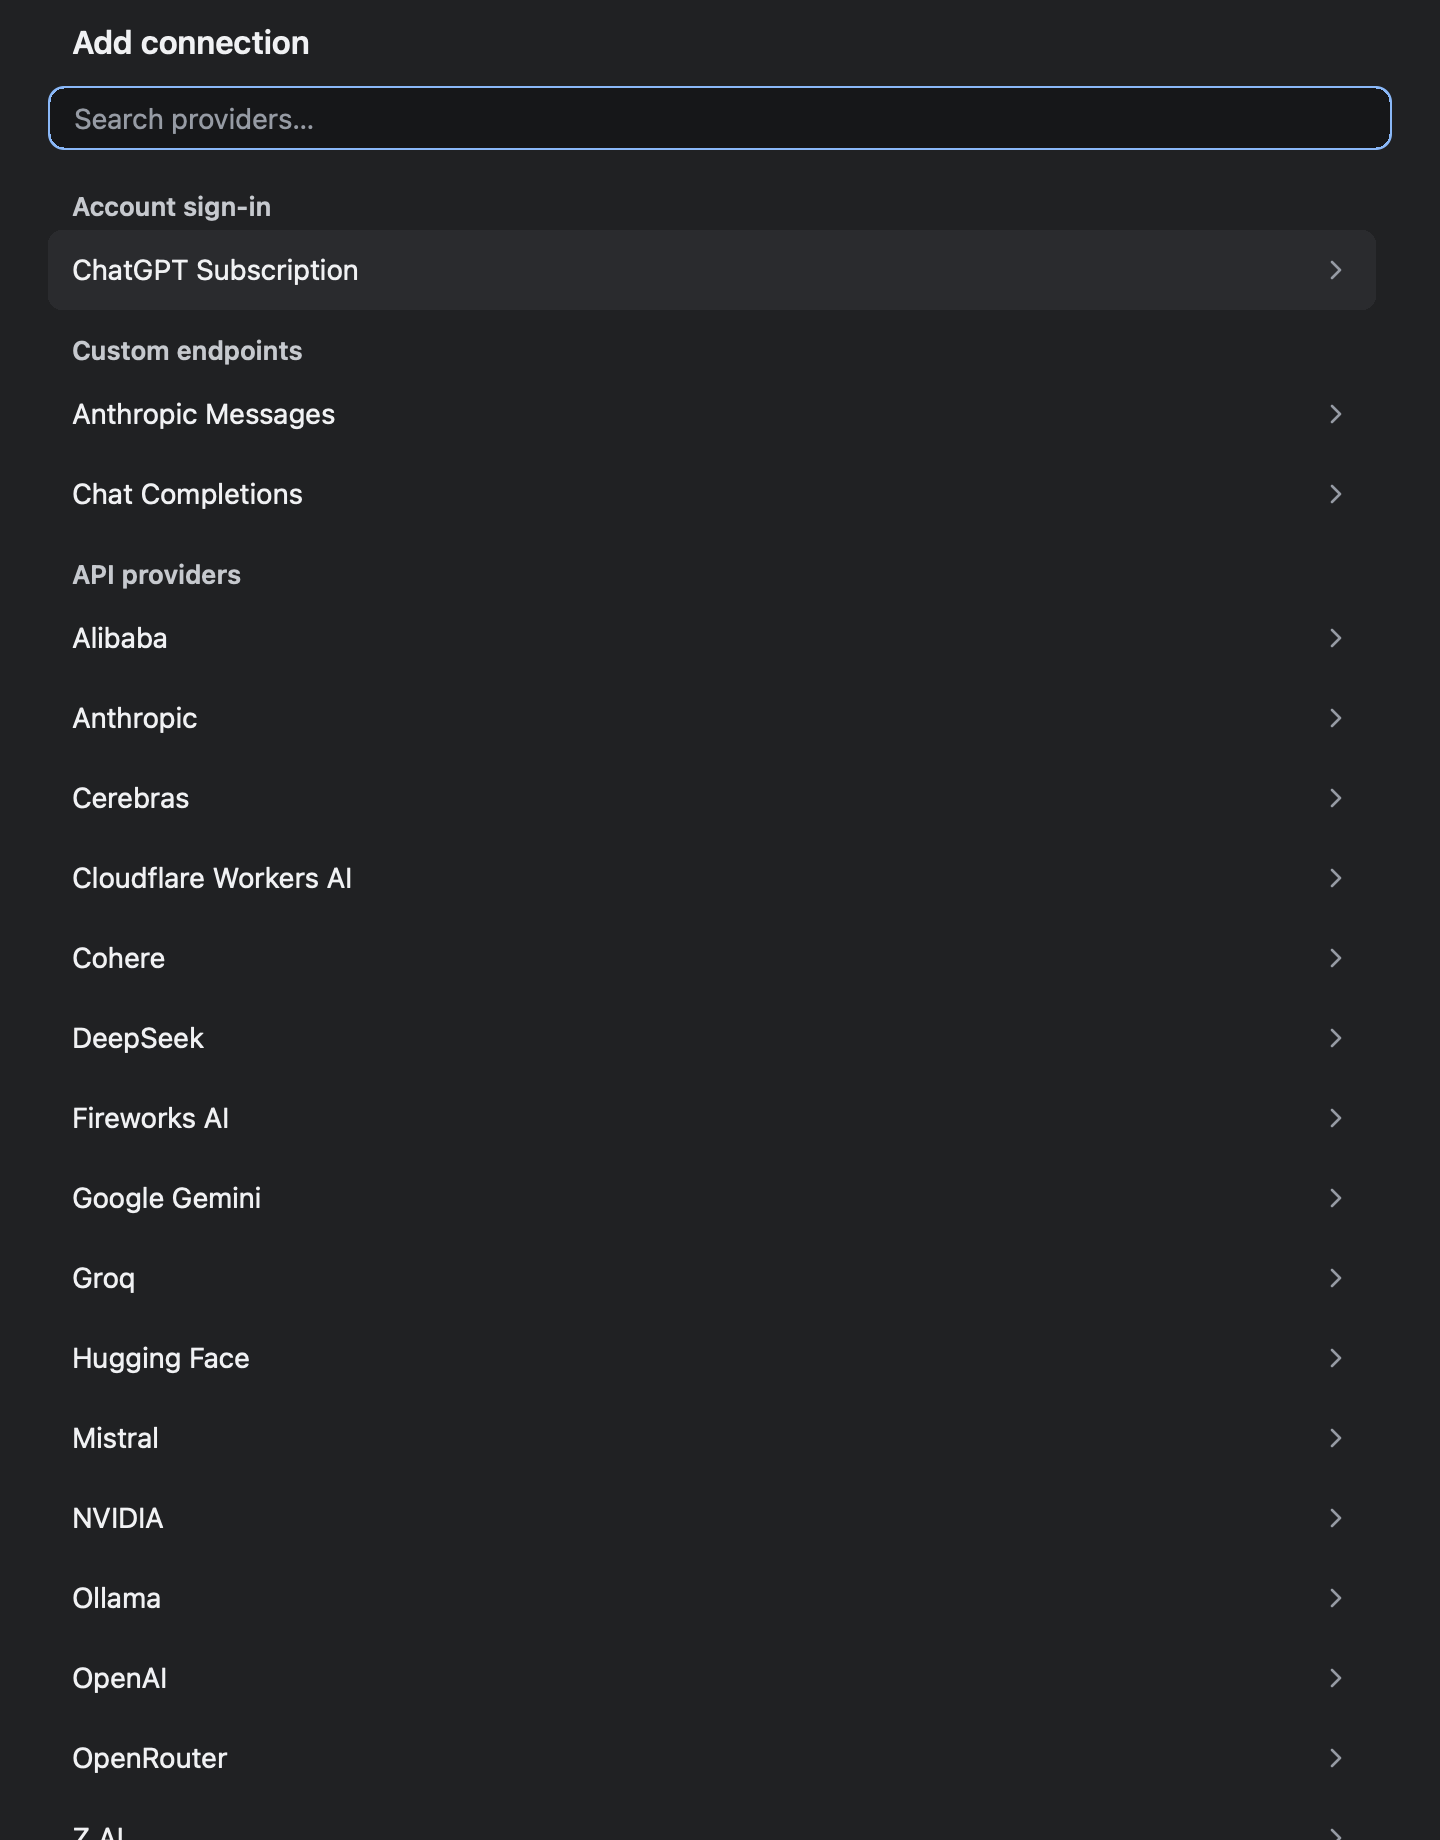 Add connection
Search providers...
Account sign-in
ChatGPT Subscription
Custom endpoints
Anthropic Messages
Chat Completions
API providers
Alibaba
Anthropic
Cerebras
Cloudflare Workers AI
Cohere
DeepSeek
Fireworks AI
Google Gemini
Groq
Hugging Face
Mistral
NVIDIA
Ollama
OpenAI
OpenRouter
Z.AI